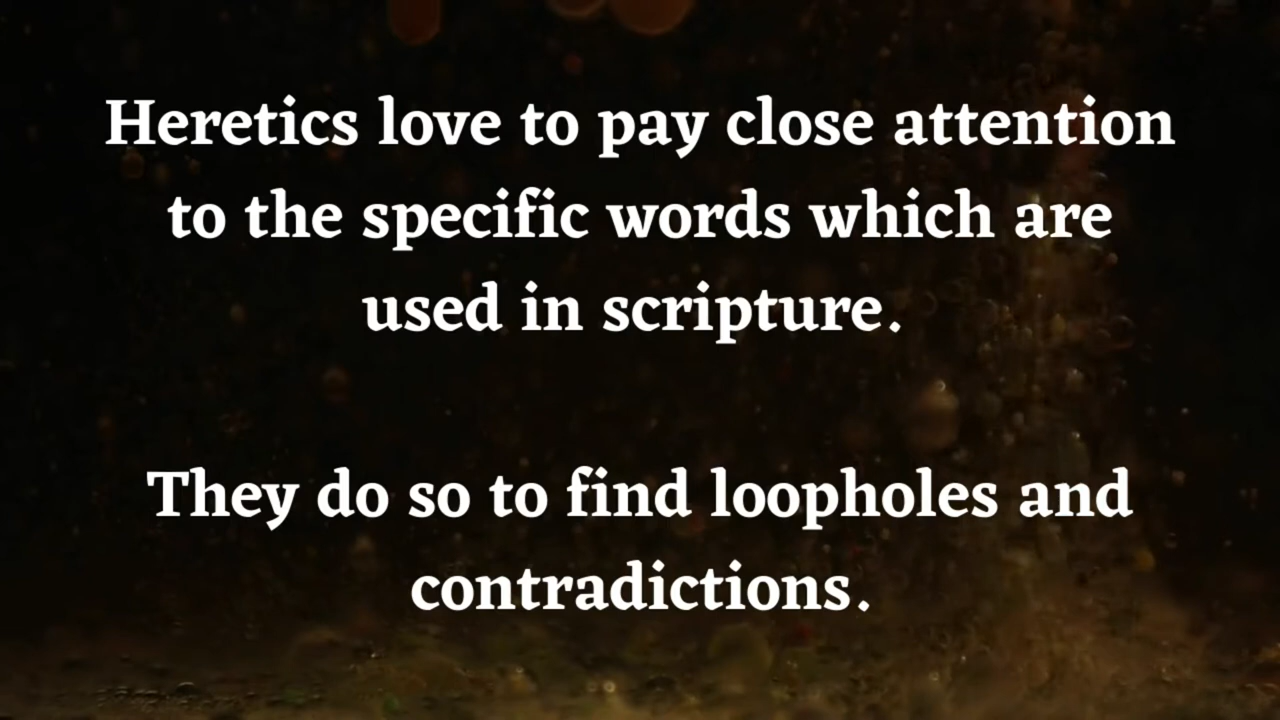 Heretics love to pay close attention
to the specific words which are
used in scripture.
They do so to find loopholes and
contradictions.